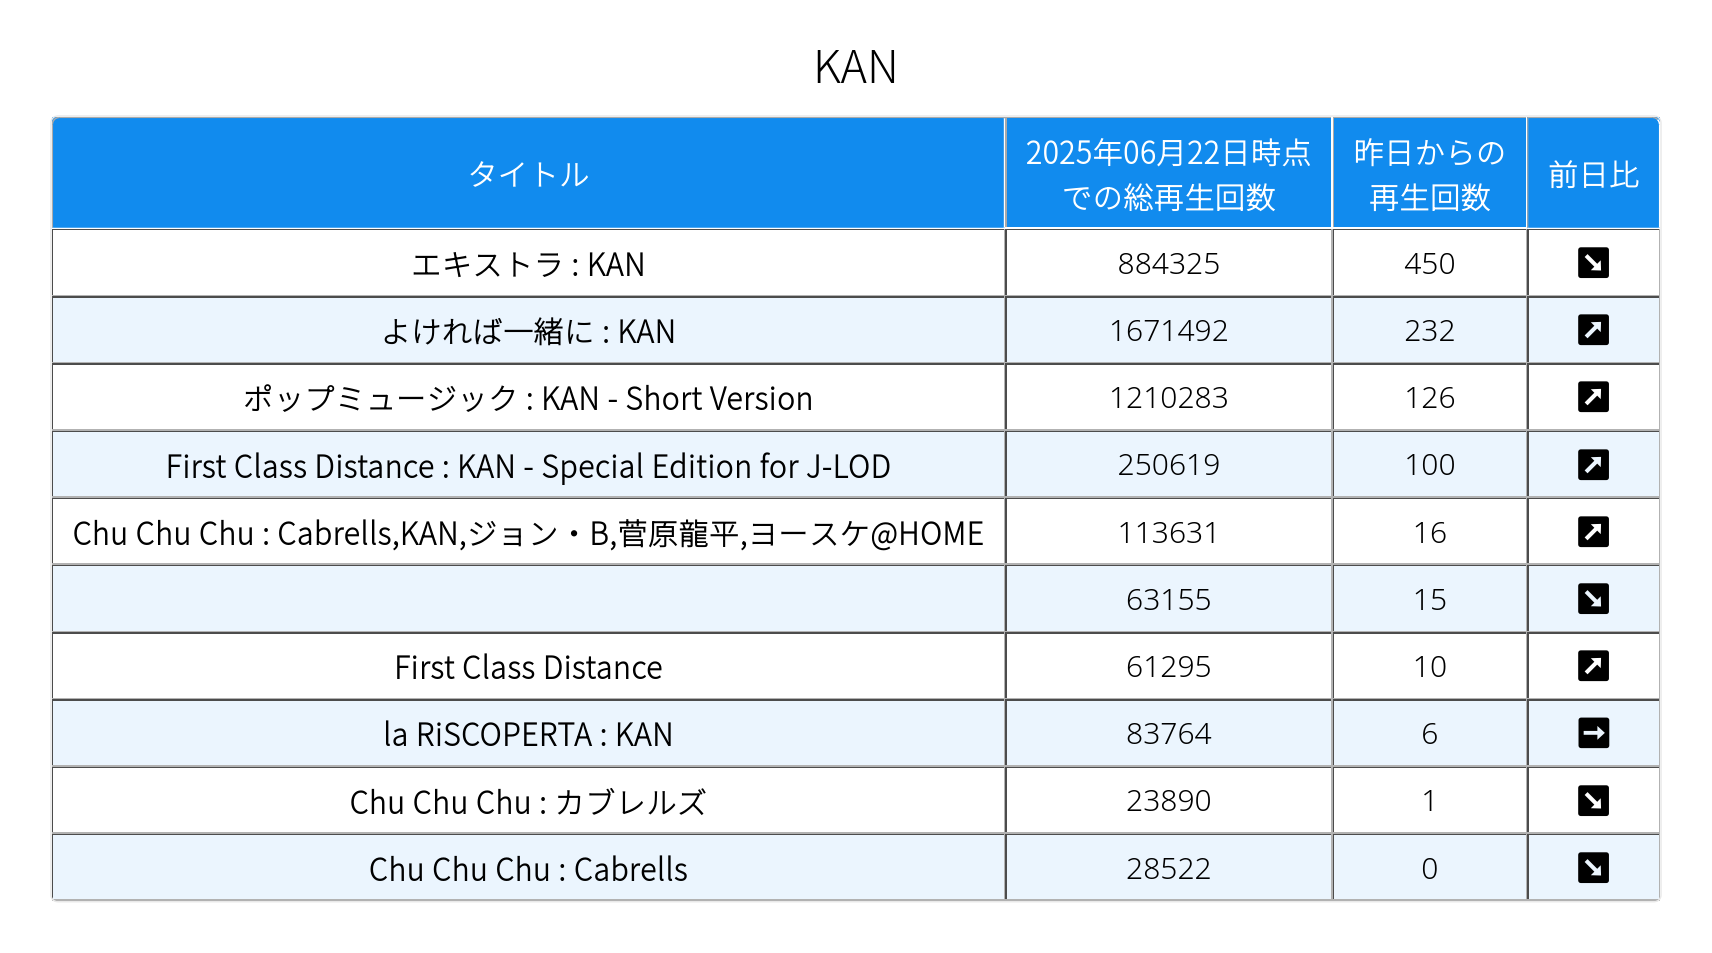 KAN
タイトル
2025年06月22日時点
での総再生回数
昨日からの
再生回数
前日比
エキストラ : KAN 884325 450 ↘
よければ一緒に : KAN 1671492 232 ↗
ポップミュージック : KAN - Short Version 1210283 126 ↗
First Class Distance : KAN - Special Edition for J-LOD 250619 100 ↗
Chu Chu Chu : Cabrells,KAN,ジョン・B,菅原龍平,ヨースケ@HOME 113631 16 ↗
63155 15 ↘
First Class Distance 61295 10 ↗
la RiSCOPERTA : KAN 83764 6 →
Chu Chu Chu : カブレルズ 23890 1 ↘
Chu Chu Chu : Cabrells 28522 0 ↘